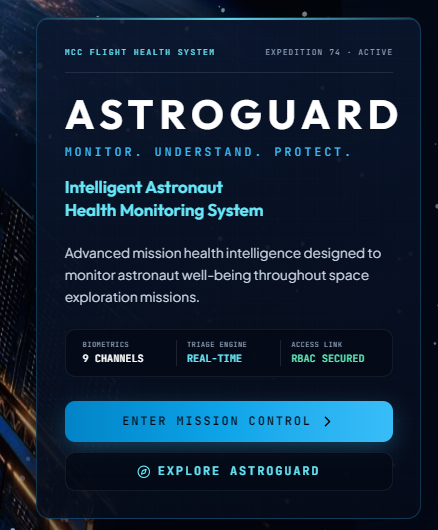 MCC FLIGHT HEALTH SYSTEM
EXPEDITION 74 · ACTIVE
ASTROGUARD
MONITOR. UNDERSTAND. PROTECT.
Intelligent Astronaut
Health Monitoring System
Advanced mission health intelligence designed to
monitor astronaut well-being throughout space
exploration missions.
BIOMETRICS
9 CHANNELS
TRIAGE ENGINE
REAL-TIME
ACCESS LINK
RBAC SECURED
ENTER MISSION CONTROL
EXPLORE ASTROGUARD